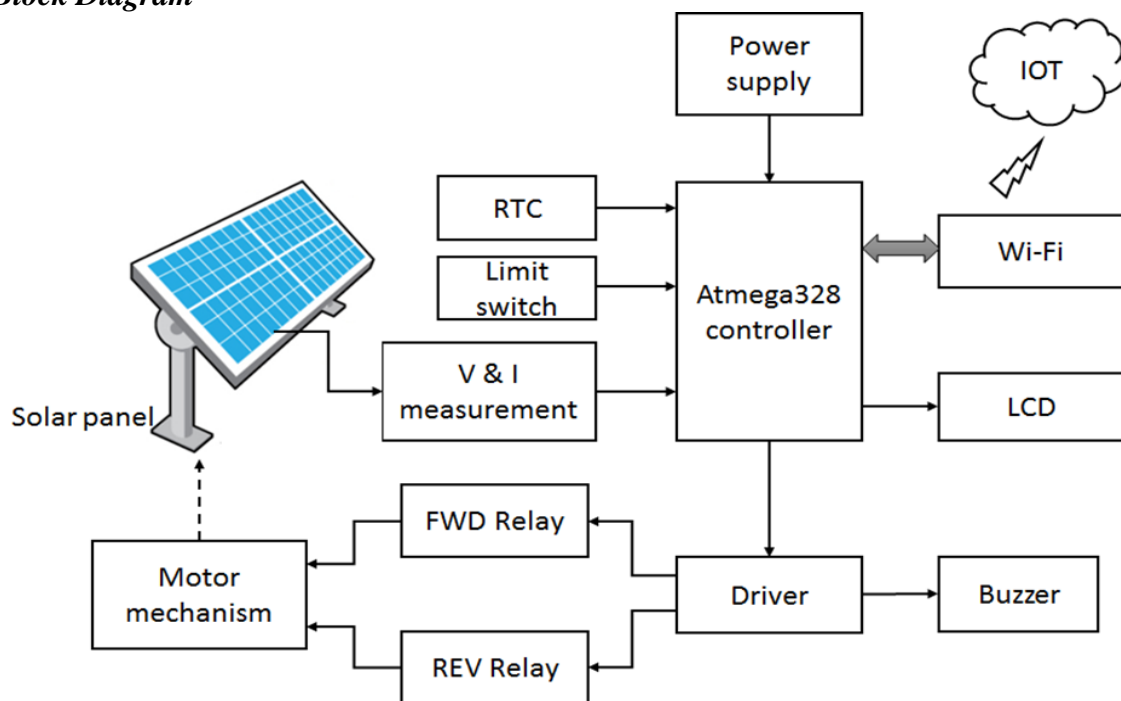 Block Diagram
Power
supply
IOT
RTC
Limit
switch
Atmega328
controller
Wi-Fi
V & I
measurement
LCD
Solar panel
FWD Relay
Motor
mechanism
Driver
Buzzer
REV Relay